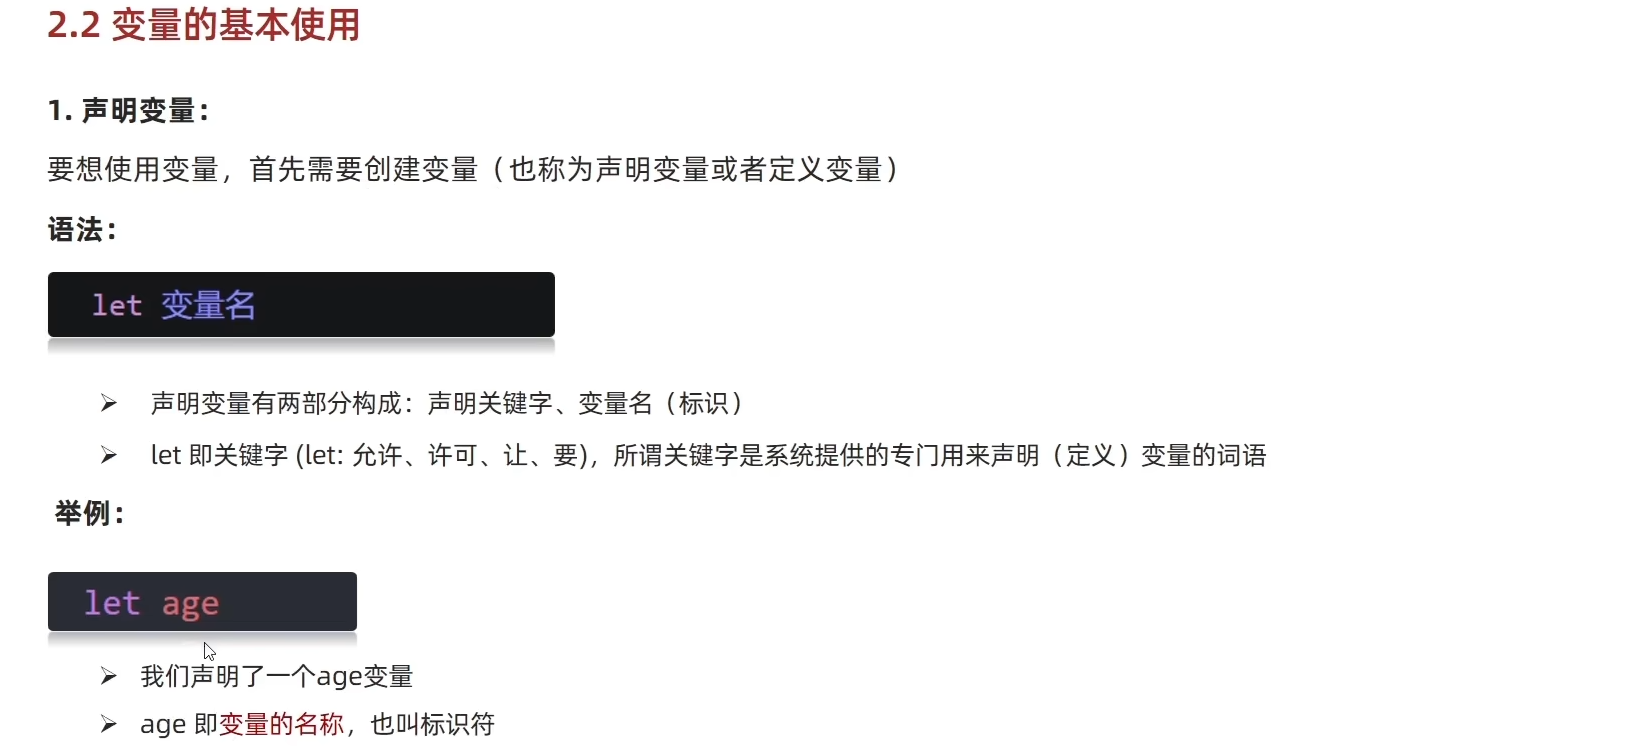 2.2 变量的基本使用
1. 声明变量：
要想使用变量，首先需要创建变量（也称为声明变量或者定义变量）
语法：
let 变量名
➢ 声明变量有两部分构成：声明关键字、变量名（标识）
➢ let 即关键字 (let: 允许、许可、让、要)，所谓关键字是系统提供的专门用来声明（定义）变量的词语
举例：
let age
➢ 我们声明了一个age变量
➢ age 即变量的名称，也叫标识符